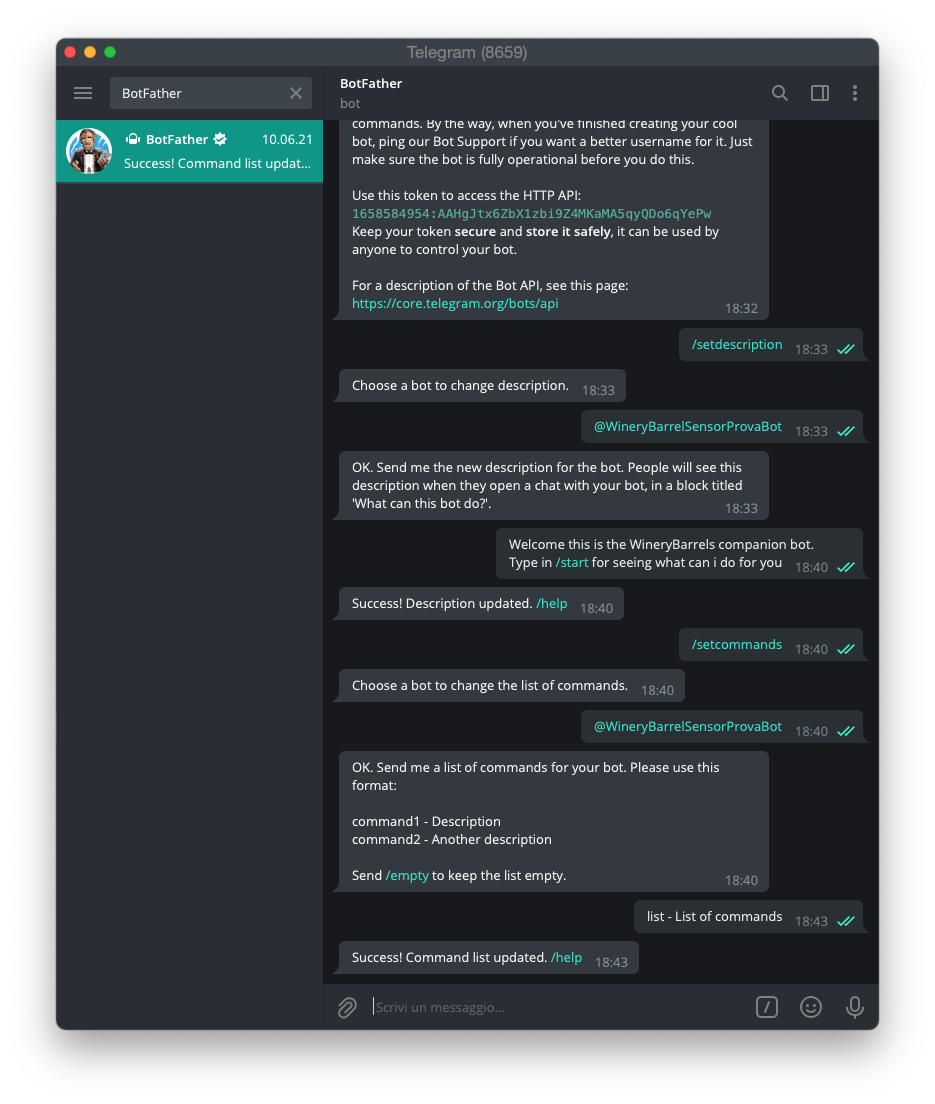 Telegram (8659)
BotFather
BotFather 10.06.21
Success! Command list updat...
BotFather
bot
commands. By the way, when you've finished creating your cool
bot, ping our Bot Support if you want a better username for it. Just
make sure the bot is fully operational before you do this.
Use this token to access the HTTP API:
1658584954:AAHgJtx6ZbX1zbi9Z4MKaMA5qyQDo6qYePw
Keep your token secure and store it safely, it can be used by
anyone to control your bot.
For a description of the Bot API, see this page:
https://core.telegram.org/bots/api
18:32
/setdescription 18:33
Choose a bot to change description. 18:33
@WineryBarrelSensorProvaBot 18:33
OK. Send me the new description for the bot. People will see this
description when they open a chat with your bot, in a block titled
'What can this bot do?'. 18:33
Welcome this is the WineryBarrels companion bot.
Type in /start for seeing what can i do for you 18:40
Success! Description updated. /help 18:40
/setcommands 18:40
Choose a bot to change the list of commands. 18:40
@WineryBarrelSensorProvaBot 18:40
OK. Send me a list of commands for your bot. Please use this
format:
command1 - Description
command2 - Another description
Send /empty to keep the list empty. 18:40
list - List of commands 18:43
Success! Command list updated. /help 18:43
Scrivi un messaggio...